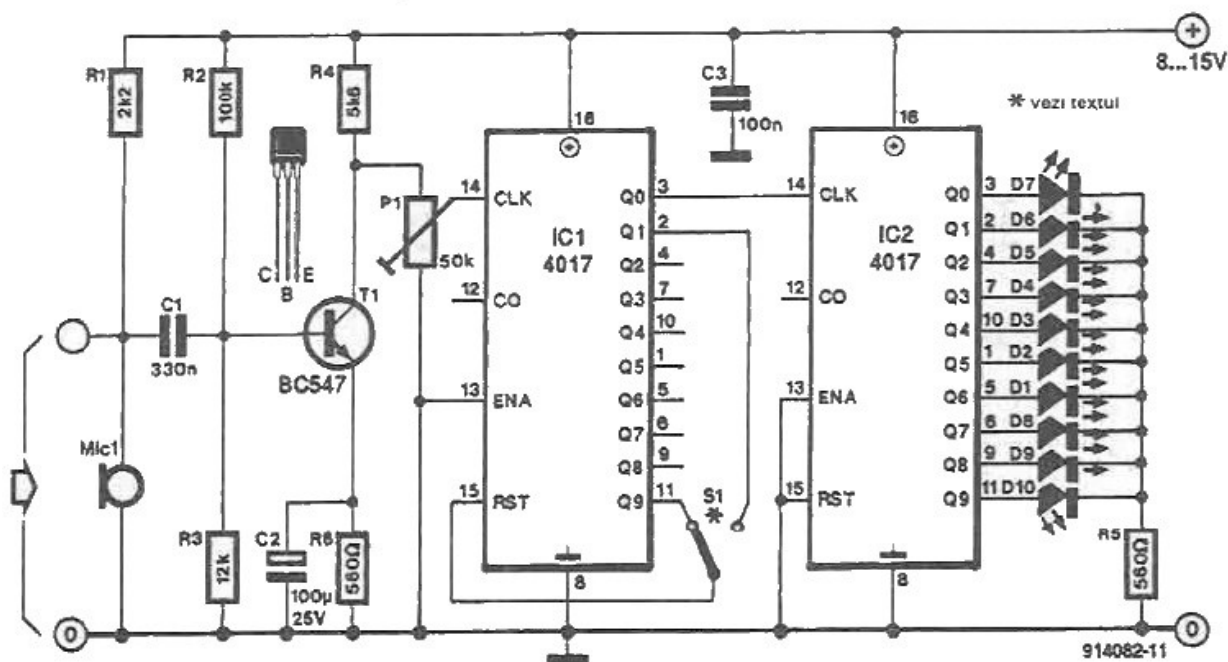 8...15V
* vezi textul
R1
2k2
R2
100k
R4
5k6
C3
100n
16
16
14 CLK
P1
50k
IC1
4017
Q0 3
Q1 2
Q2 4
Q3 7
Q4 10
Q5 1
Q6 5
Q7 6
Q8 9
Q9 11
12 CO
13 ENA
15 RST
8
14 CLK
IC2
4017
12 CO
13 ENA
15 RST
8
Q0 3 D7
Q1 2 D6
Q2 4 D5
Q3 7 D4
Q4 10 D3
Q5 1 D2
Q6 5 D1
Q7 6 D8
Q8 9 D9
Q9 11 D10
C B E
T1
BC547
C1
330n
Mic1
R3
12k
C2
100µ
25V
R6
560Ω
S1
*
R5
560Ω
+
0
0
914082-11